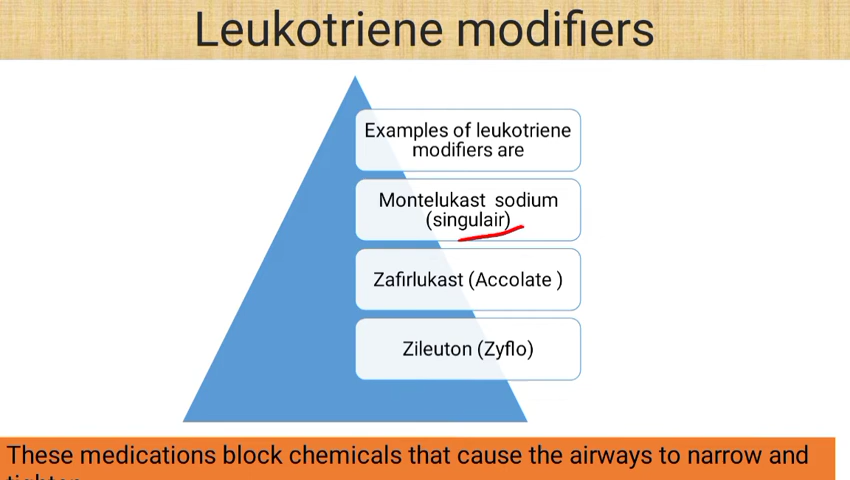 Leukotriene modifiers
Examples of leukotriene
modifiers are
Montelukast sodium
(singulair)
Zafirlukast (Accolate )
Zileuton (Zyflo)
These medications block chemicals that cause the airways to narrow and